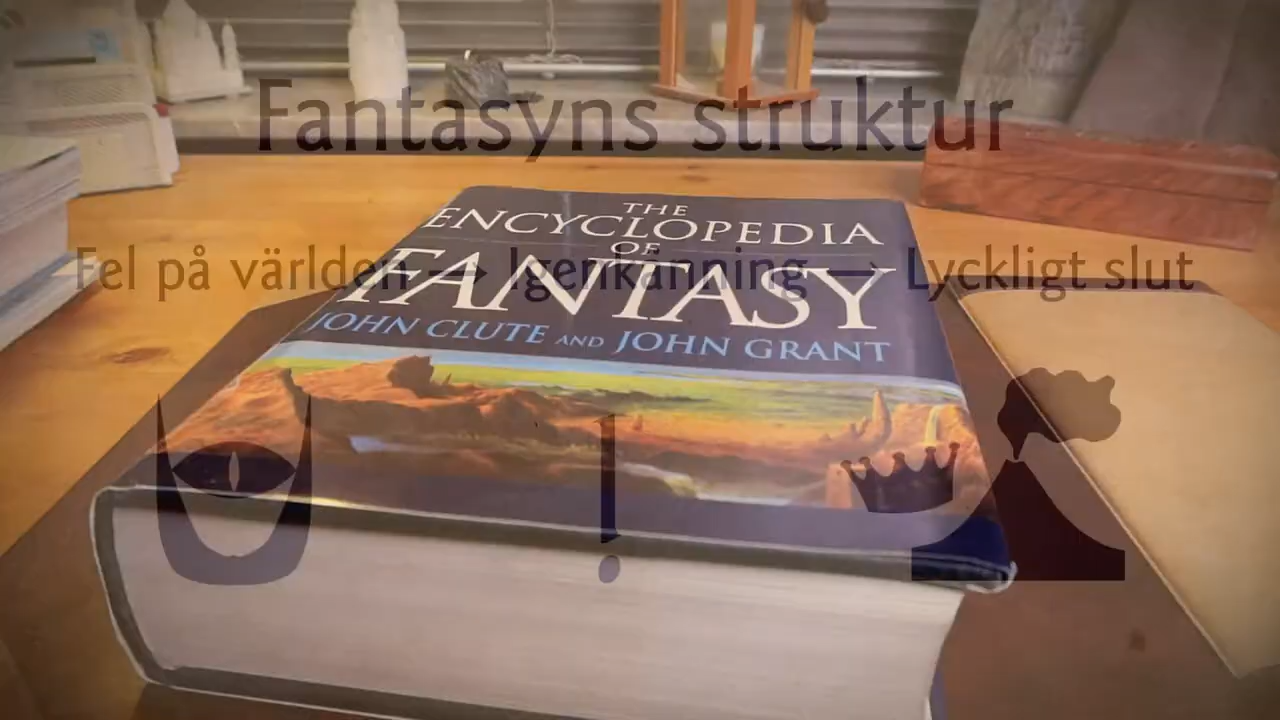 Fantasyns struktur
THE
ENCYCLOPEDIA
OF
FANTASY
JOHN CLUTE AND JOHN GRANT
Fel på världen → Igenkänning → Lyckligt slut
!